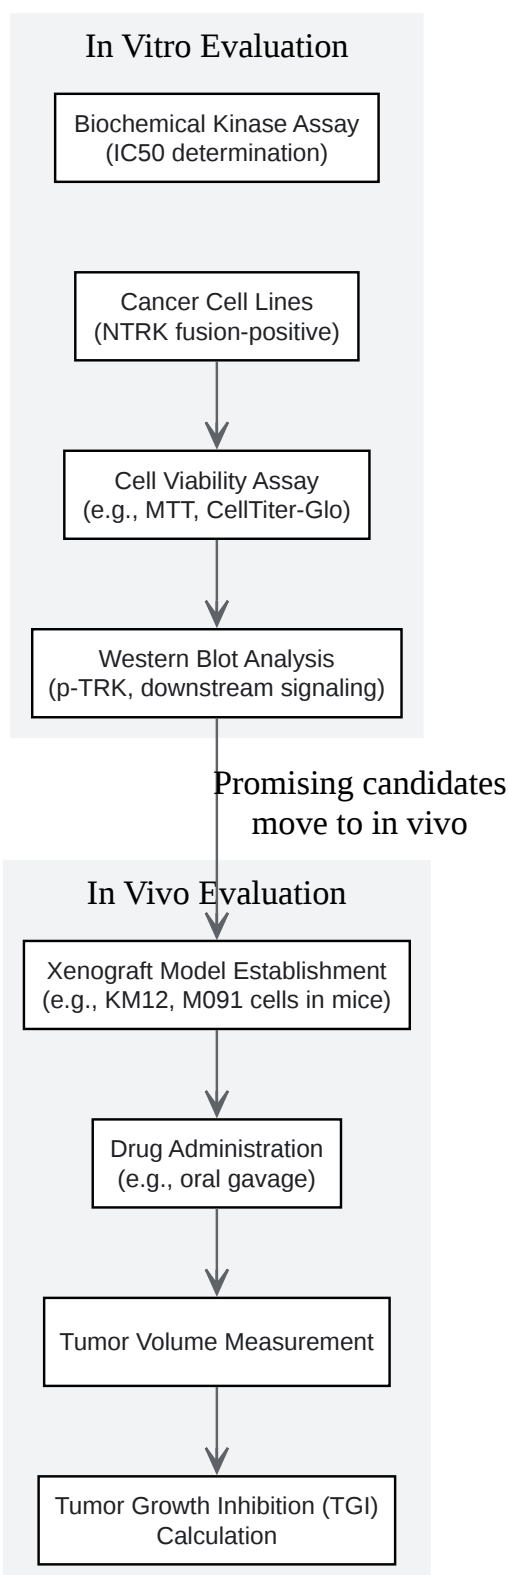 In Vitro Evaluation
Biochemical Kinase Assay
(IC50 determination)
Cancer Cell Lines
(NTRK fusion-positive)
Cell Viability Assay
(e.g., MTT, CellTiter-Glo)
Western Blot Analysis
(p-TRK, downstream signaling)
Promising candidates
move to in vivo
In Vivo Evaluation
Xenograft Model Establishment
(e.g., KM12, M091 cells in mice)
Drug Administration
(e.g., oral gavage)
Tumor Volume Measurement
Tumor Growth Inhibition (TGI)
Calculation